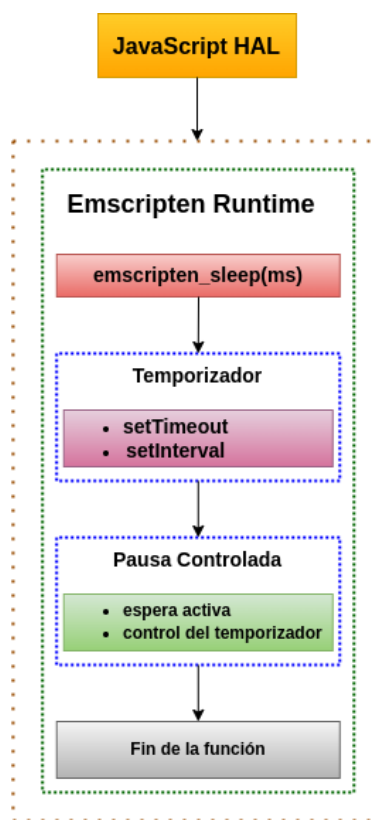 JavaScript HAL
Emscripten Runtime
emscripten_sleep(ms)
Temporizador
• setTimeout
• setInterval
Pausa Controlada
• espera activa
• control del temporizador
Fin de la función